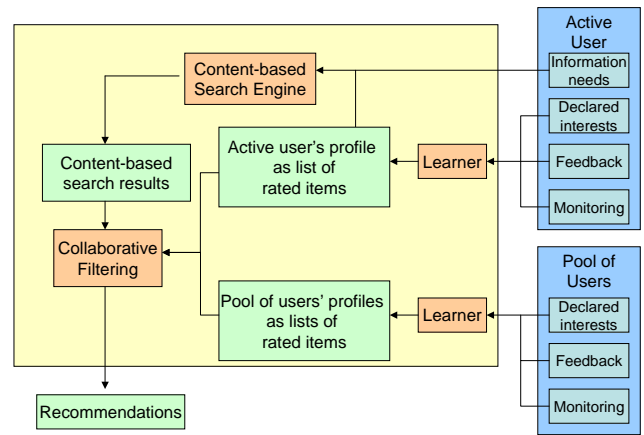 Active
User
Information
needs
Declared
interests
Feedback
Monitoring
Content-based
Search Engine
Active user's profile
as list of
rated items
Learner
Content-based
search results
Collaborative
Filtering
Pool of users' profiles
as lists of
rated items
Learner
Pool of
Users
Declared
interests
Feedback
Monitoring
Recommendations